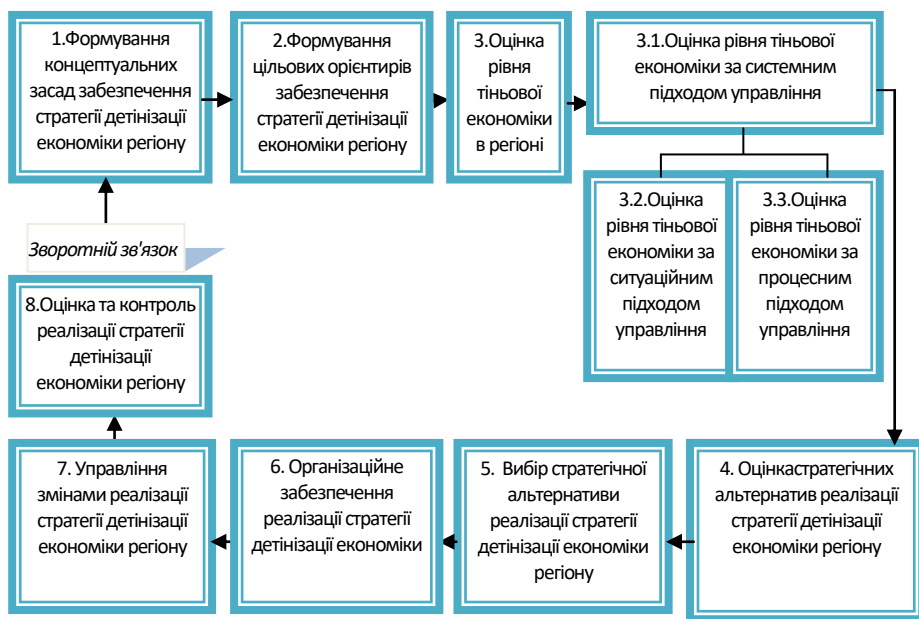 1.Формування
концептуальних
засад забезпечення
стратегії детінізації
економіки регіону
2.Формування
цільових орієнтирів
забезпечення
стратегії детінізації
економіки регіону
3.Оцінка
рівня
тіньової
економіки
в регіоні
3.1.Оцінка рівня тіньової
економіки за системним
підходом управління
3.2.Оцінка
рівня тіньової
економіки за
ситуаційним
підходом
управління
3.3.Оцінка
рівня тіньової
економіки за
процесним
підходом
управління
Зворотній зв'язок
8.Оцінка та контроль
реалізації стратегії
детінізації
економіки регіону
7. Управління
змінами реалізації
стратегії детінізації
економіки регіону
6. Організаційне
забезпечення
реалізації стратегії
детінізації економіки
5. Вибір стратегічної
альтернативи
реалізації стратегії
детінізації економіки
регіону
4. Оцінкастратегічних
альтернатив реалізації
стратегії детінізації
економіки регіону